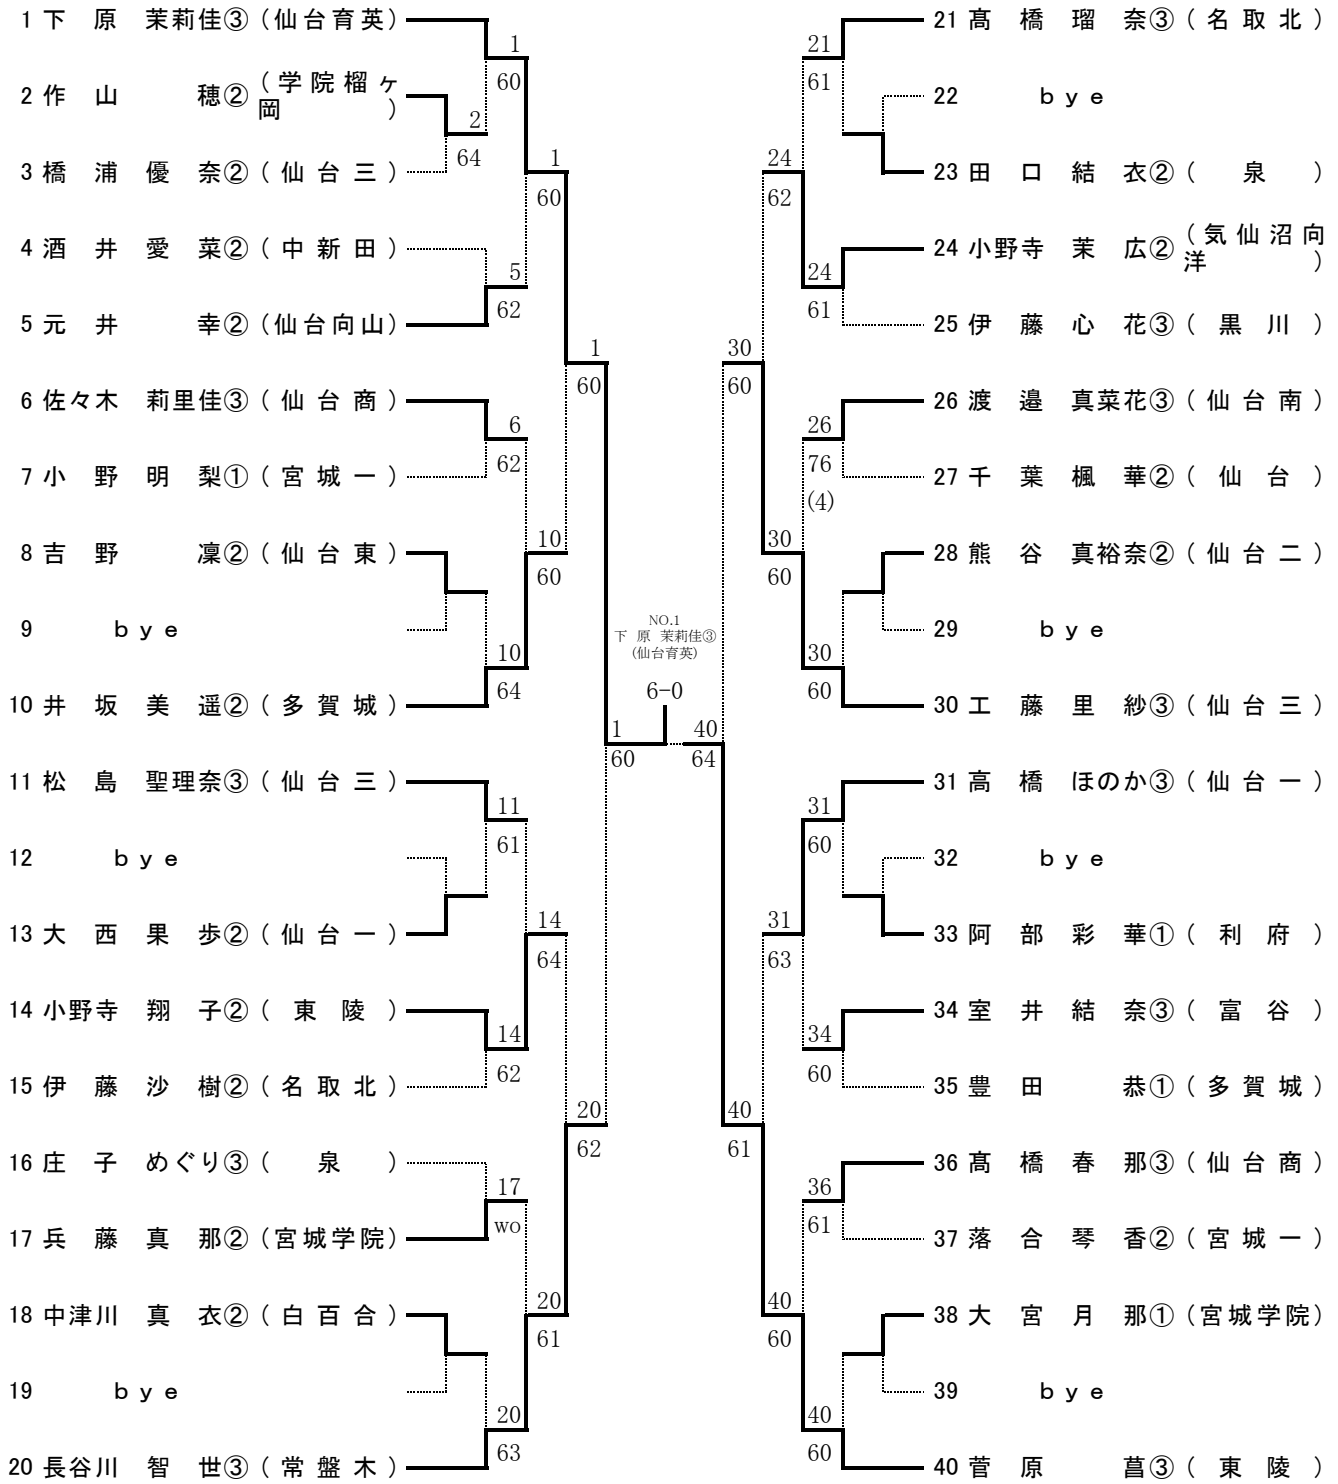 1 下 原 茉莉佳③ (仙台育英)
2 作 山 穂② (学院榴ヶ岡)
3 橋 浦 優 奈② (仙台三)
4 酒 井 愛 菜② (中新田)
5 元 井 幸② (仙台向山)
6 佐々木 莉里佳③ (仙台商)
7 小 野 明 梨① (宮城一)
8 吉 野 凜② (仙台東)
9 bye
10 井 坂 美 遥② (多賀城)
11 松 島 聖理奈③ (仙台三)
12 bye
13 大 西 果 歩② (仙台一)
14 小野寺 翔 子② (東陵)
15 伊 藤 沙 樹② (名取北)
16 庄 子 めぐり③ (泉)
17 兵 藤 真 那② (宮城学院)
18 中津川 真 衣② (白百合)
19 bye
20 長谷川 智 世③ (常盤木)
1
60
2
64
5
62
6
62
10
64
11
61
14
62
17
wo
20
63
1
60
10
60
14
64
20
61
1
60
20
62
1
60
NO.1
下 原 茉莉佳③
(仙台育英)
6-0
40
64
30
60
40
61
24
62
30
60
31
63
40
60
21
61
24
61
26
76
(4)
30
60
31
60
34
60
36
61
40
60
21 髙 橋 瑠 奈③ (名取北)
22 bye
23 田 口 結 衣② (泉)
24 小野寺 茉 広② (気仙沼向洋)
25 伊 藤 心 花③ (黒川)
26 渡 邉 真菜花③ (仙台南)
27 千 葉 楓 華② (仙台)
28 熊 谷 真裕奈② (仙台二)
29 bye
30 工 藤 里 紗③ (仙台三)
31 高 橋 ほのか③ (仙台一)
32 bye
33 阿 部 彩 華① (利府)
34 室 井 結 奈③ (富谷)
35 豊 田 恭① (多賀城)
36 髙 橋 春 那③ (仙台商)
37 落 合 琴 香② (宮城一)
38 大 宮 月 那① (宮城学院)
39 bye
40 菅 原 菖③ (東陵)